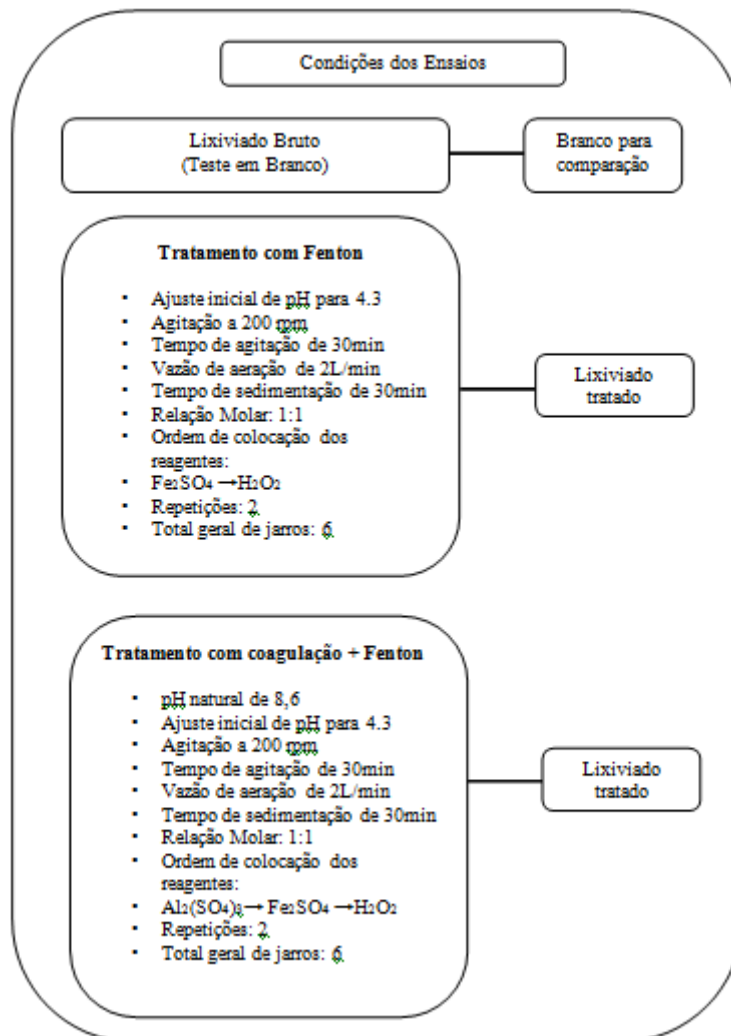 Condições dos Ensaios
Lixiviado Bruto
(Teste em Branco)
Branco para
comparação
Tratamento com Fenton
▪ Ajuste inicial de pH para 4.3
▪ Agitação a 200 rpm
▪ Tempo de agitação de 30min
▪ Vazão de aeração de 2L/min
▪ Tempo de sedimentação de 30min
▪ Relação Molar: 1:1
▪ Ordem de colocação dos
reagentes:
▪ Fe₂SO₄ →H₂O₂
▪ Repetições: 2
▪ Total geral de jarros: 6
Lixiviado
tratado
Tratamento com coagulação + Fenton
▪ pH natural de 8,6
▪ Ajuste inicial de pH para 4.3
▪ Agitação a 200 rpm
▪ Tempo de agitação de 30min
▪ Vazão de aeração de 2L/min
▪ Tempo de sedimentação de 30min
▪ Relação Molar: 1:1
▪ Ordem de colocação dos
reagentes:
▪ Al₂(SO₄)₃→ Fe₂SO₄ →H₂O₂
▪ Repetições: 2
▪ Total geral de jarros: 6
Lixiviado
tratado